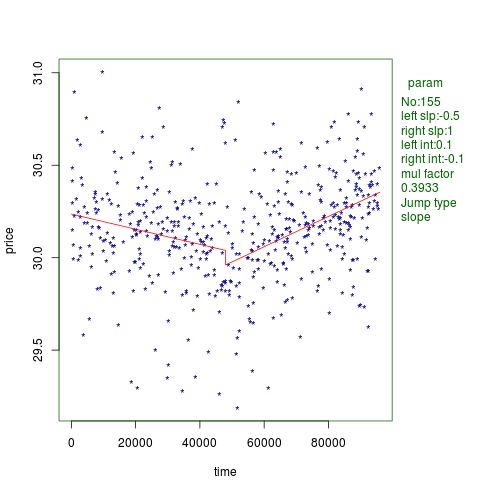 31.0
30.5
30.0
29.5
price
0
20000
40000
60000
80000
time
param
No:155
left slp:-0.5
right slp:1
left int:0.1
right int:-0.1
mul factor
0.3933
Jump type
slope